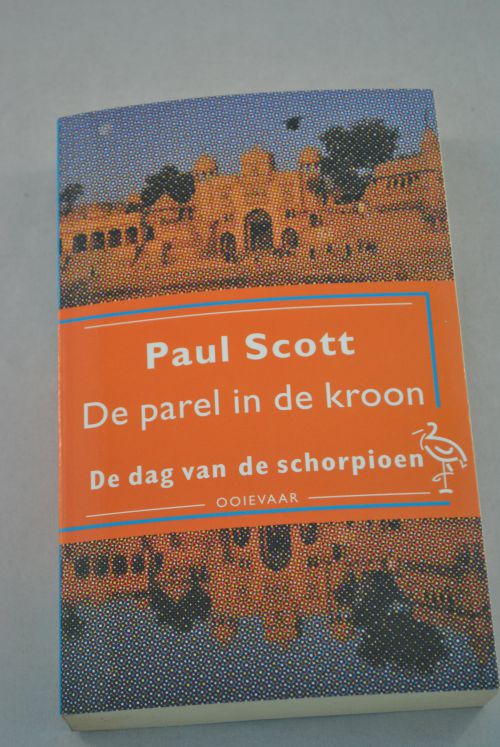 Paul Scott
De parel in de kroon
De dag van de schorpioen
OOIEVAAR